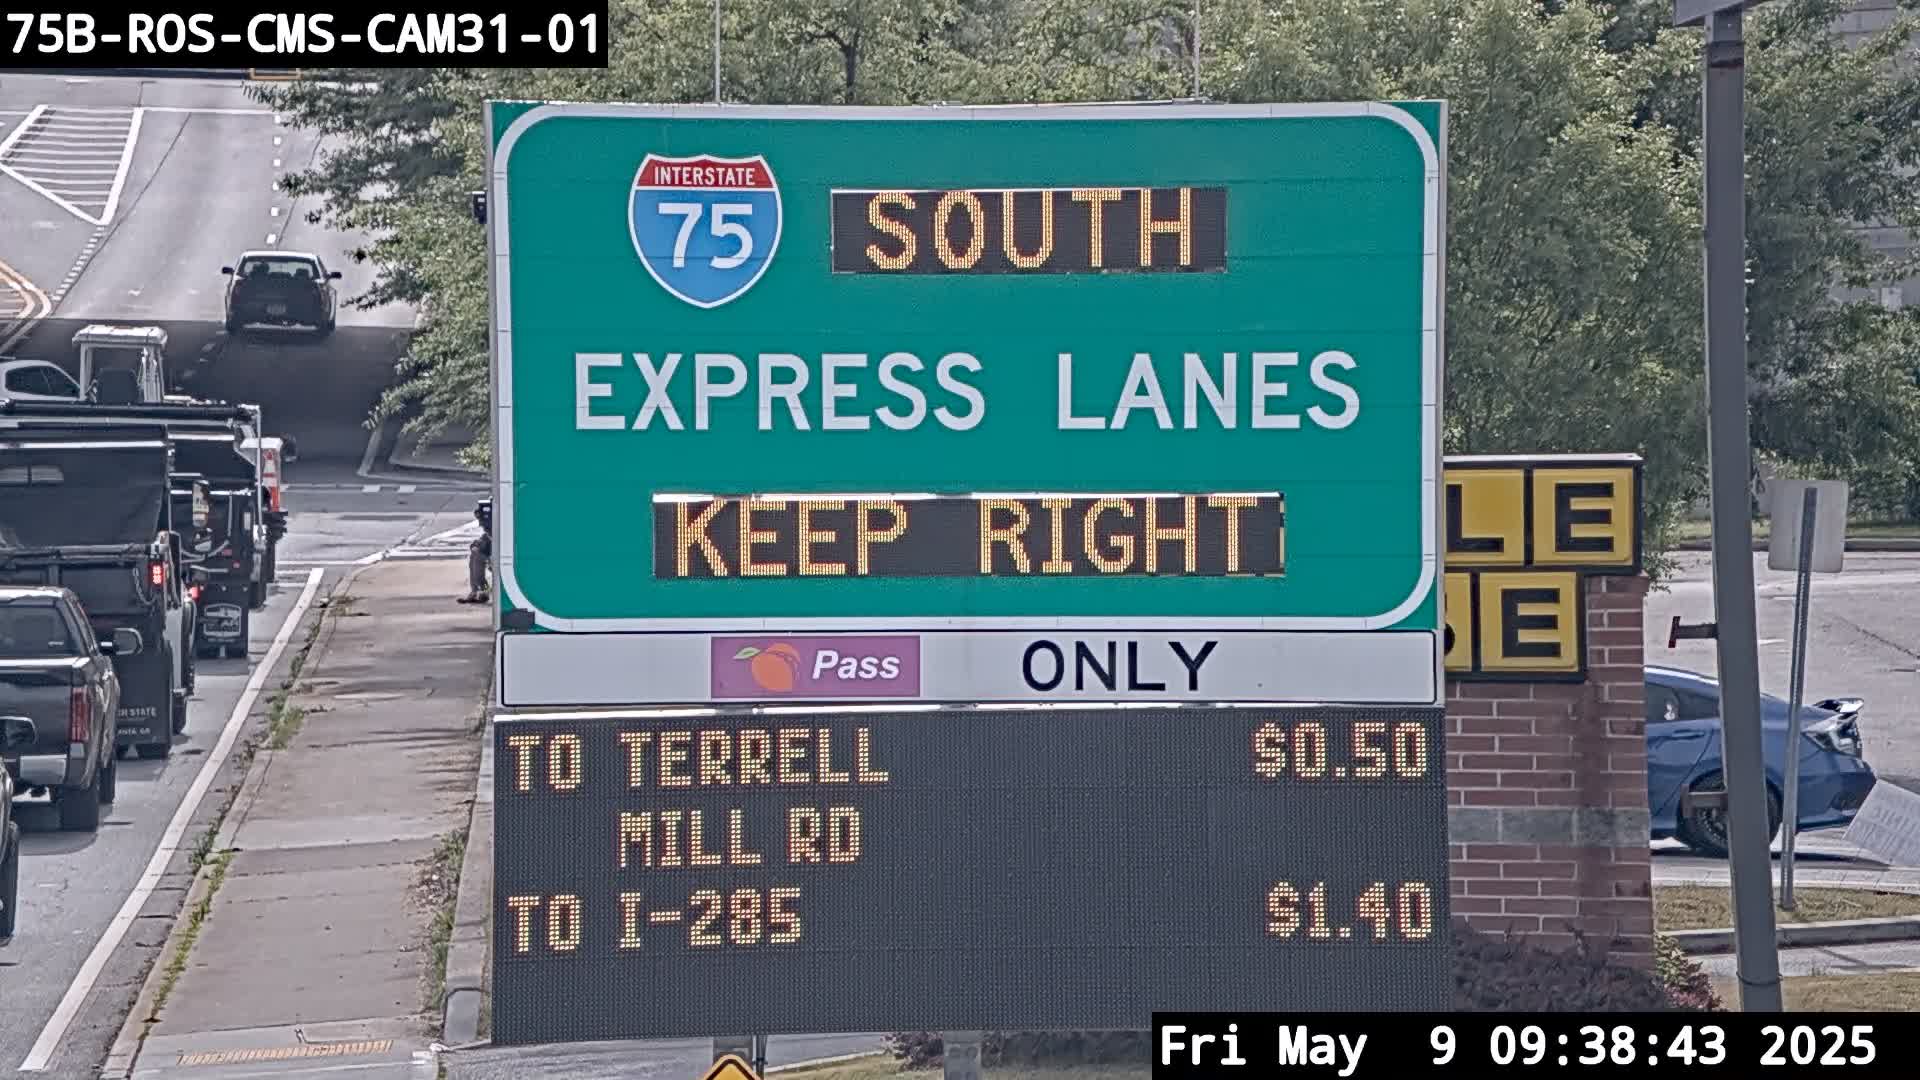 75B-ROS-CMS-CAM31-01
INTERSTATE
75
SOUTH
EXPRESS LANES
KEEP RIGHT
Pass ONLY
TO TERRELL $0.50
MILL RD
TO I-285 $1.40
LE
E
Fri May 9 09:38:43 2025